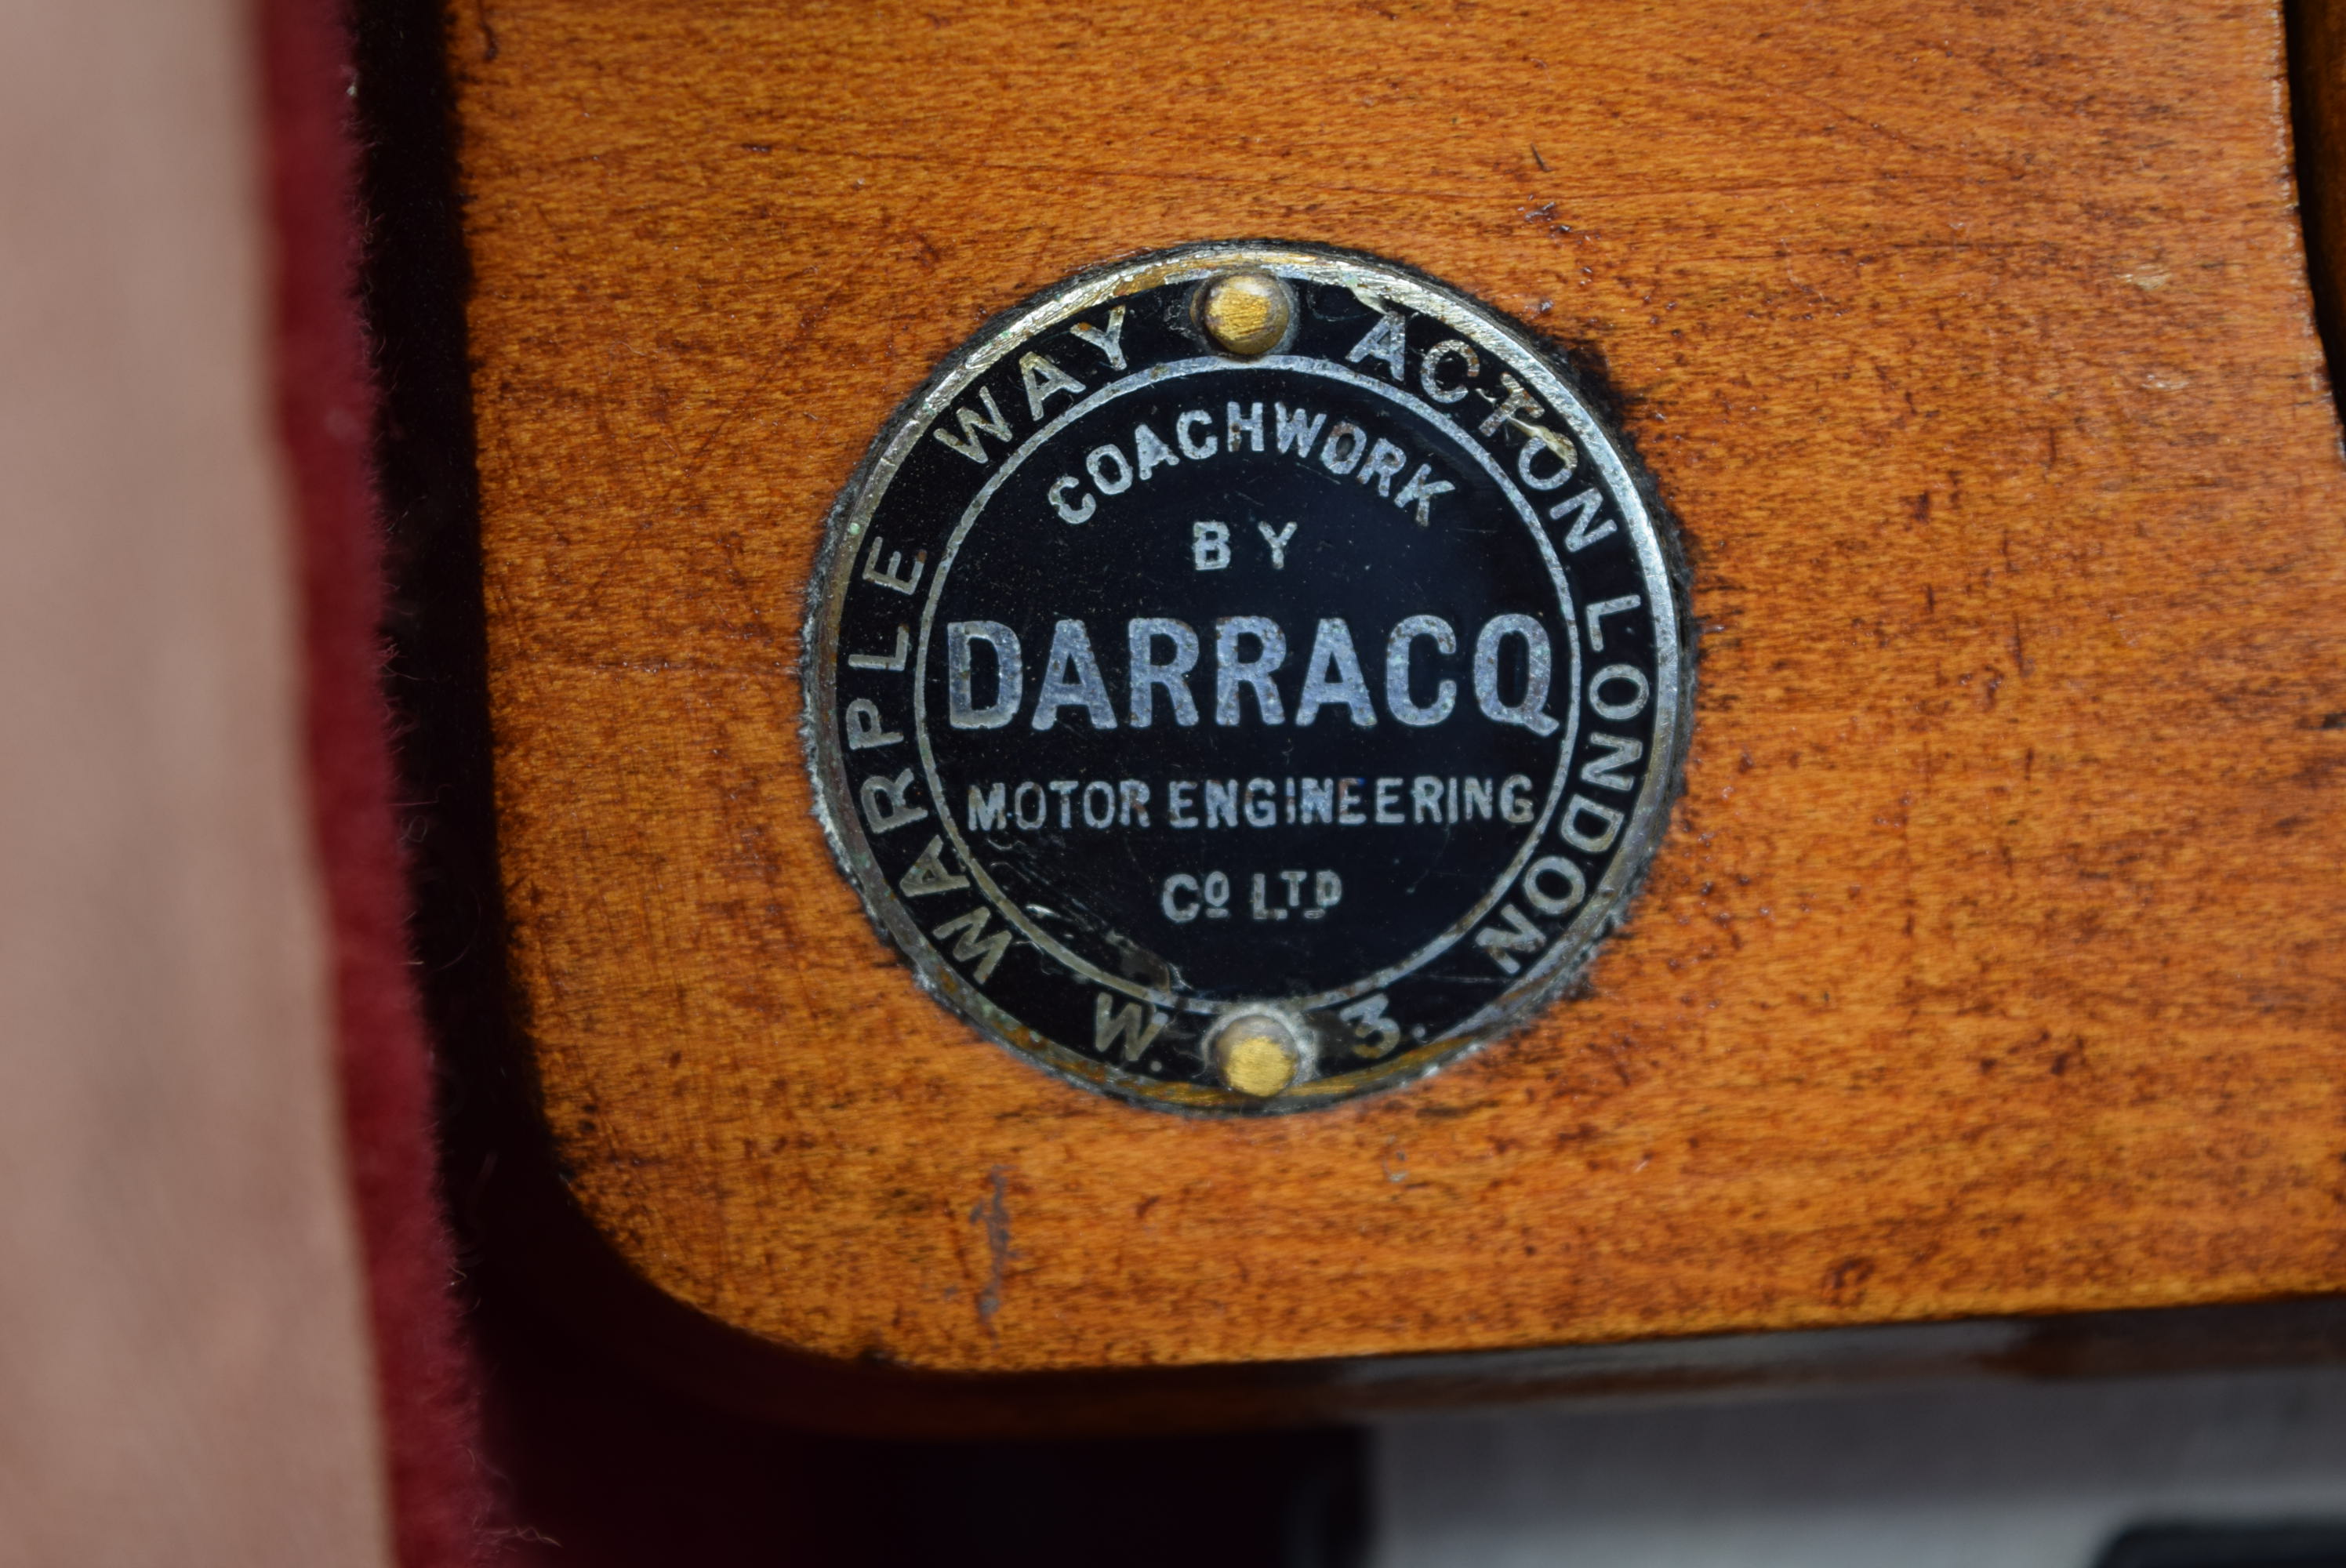 WARPLE WAY ACTON LONDON
W. 3.
COACHWORK
BY
DARRACQ
MOTOR ENGINEERING
Cº LTD